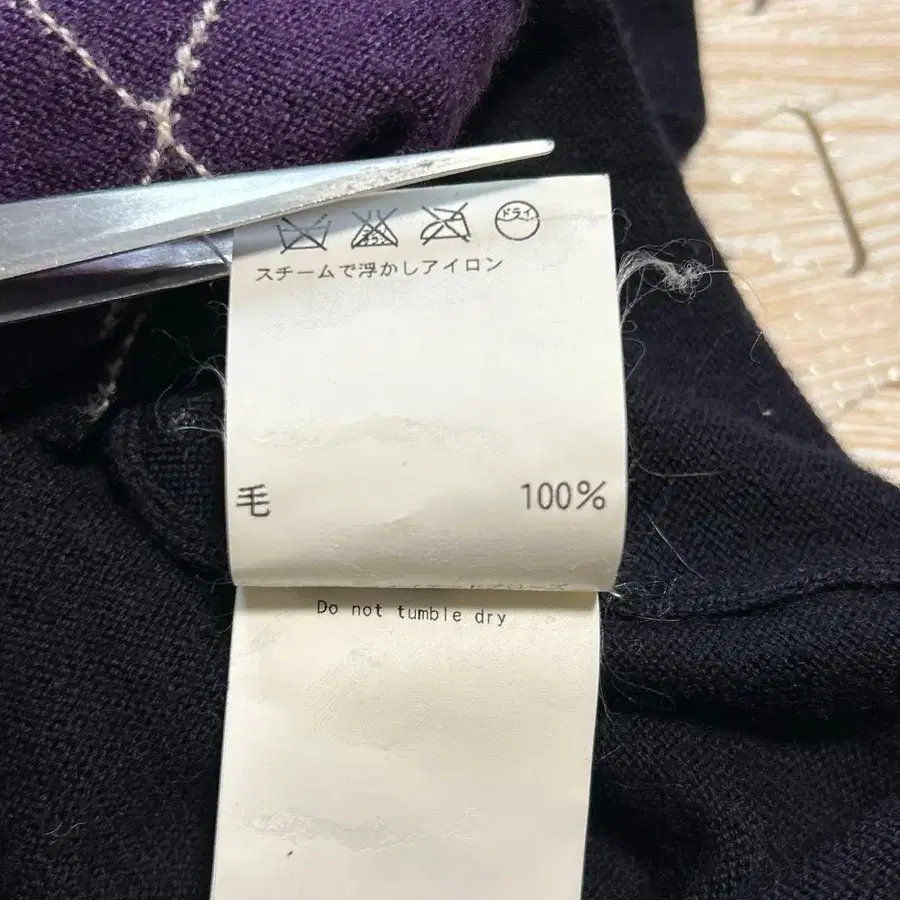 ドライ
スチームで浮かしアイロン
毛 100%
Do not tumble dry